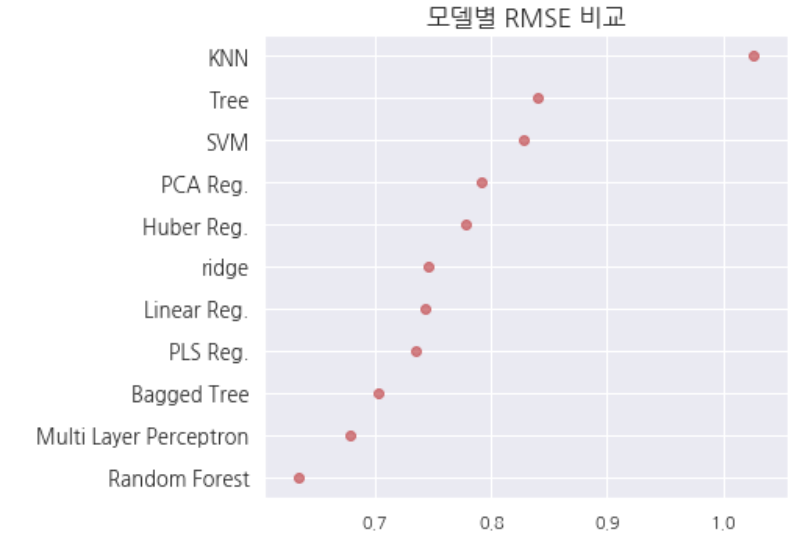 모델별 RMSE 비교
KNN
Tree
SVM
PCA Reg.
Huber Reg.
ridge
Linear Reg.
PLS Reg.
Bagged Tree
Multi Layer Perceptron
Random Forest
0.7 0.8 0.9 1.0